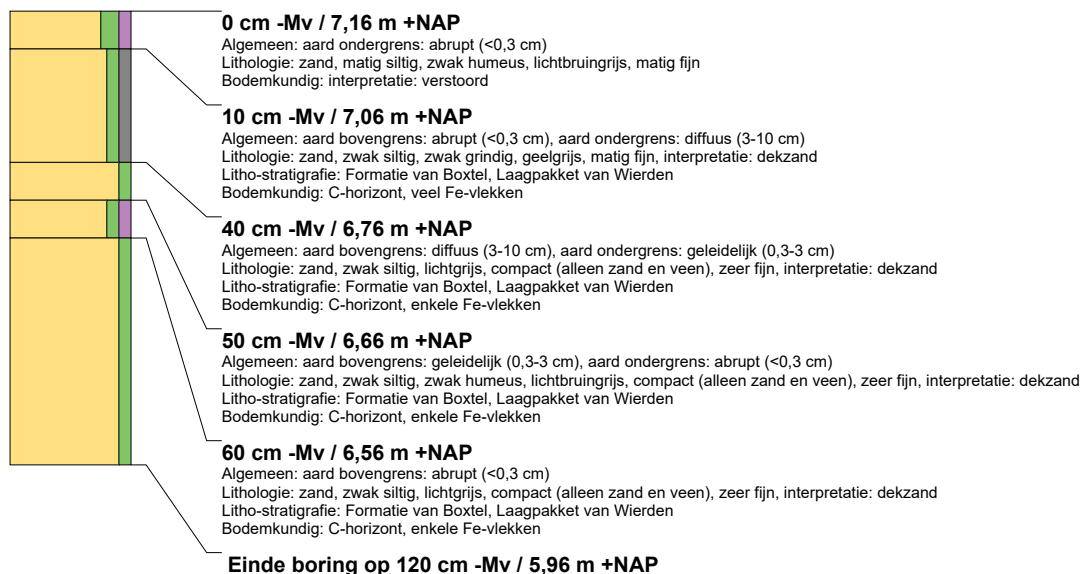 0 cm -Mv / 7,16 m +NAP
Algemeen: aard ondergrens: abrupt (<0,3 cm)
Lithologie: zand, matig siltig, zwak humeus, lichtbruingrijs, matig fijn
Bodemkundig: interpretatie: verstoord
10 cm -Mv / 7,06 m +NAP
Algemeen: aard bovengrens: abrupt (<0,3 cm), aard ondergrens: diffuus (3-10 cm)
Lithologie: zand, zwak siltig, zwak grindig, geelgrijs, matig fijn, interpretatie: dekzand
Litho-stratigrafie: Formatie van Boxtel, Laagpakket van Wierden
Bodemkundig: C-horizont, veel Fe-vlekken
40 cm -Mv / 6,76 m +NAP
Algemeen: aard bovengrens: diffuus (3-10 cm), aard ondergrens: geleidelijk (0,3-3 cm)
Lithologie: zand, zwak siltig, lichtgrijs, compact (alleen zand en veen), zeer fijn, interpretatie: dekzand
Litho-stratigrafie: Formatie van Boxtel, Laagpakket van Wierden
Bodemkundig: C-horizont, enkele Fe-vlekken
50 cm -Mv / 6,66 m +NAP
Algemeen: aard bovengrens: geleidelijk (0,3-3 cm), aard ondergrens: abrupt (<0,3 cm)
Lithologie: zand, zwak siltig, zwak humeus, lichtbruingrijs, compact (alleen zand en veen), zeer fijn, interpretatie: dekzand
Litho-stratigrafie: Formatie van Boxtel, Laagpakket van Wierden
Bodemkundig: C-horizont, enkele Fe-vlekken
60 cm -Mv / 6,56 m +NAP
Algemeen: aard bovengrens: abrupt (<0,3 cm)
Lithologie: zand, zwak siltig, lichtgrijs, compact (alleen zand en veen), zeer fijn, interpretatie: dekzand
Litho-stratigrafie: Formatie van Boxtel, Laagpakket van Wierden
Bodemkundig: C-horizont, enkele Fe-vlekken
Einde boring op 120 cm -Mv / 5,96 m +NAP